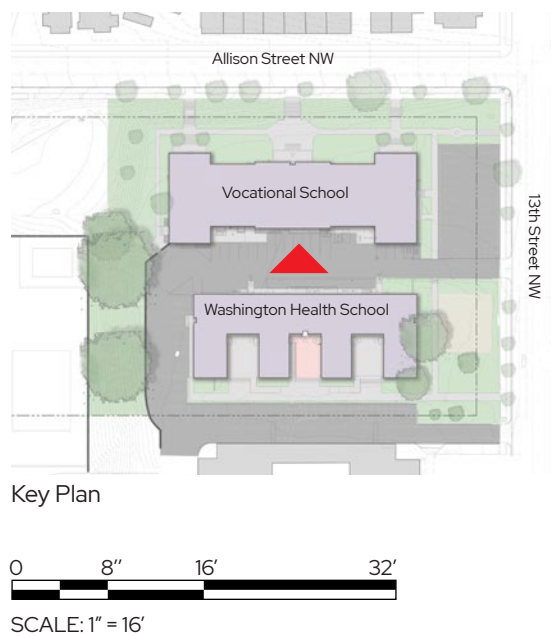 Allison Street NW
Vocational School
13th Street NW
Washington Health School
Key Plan
0 8’’ 16’ 32’
SCALE: 1” = 16’